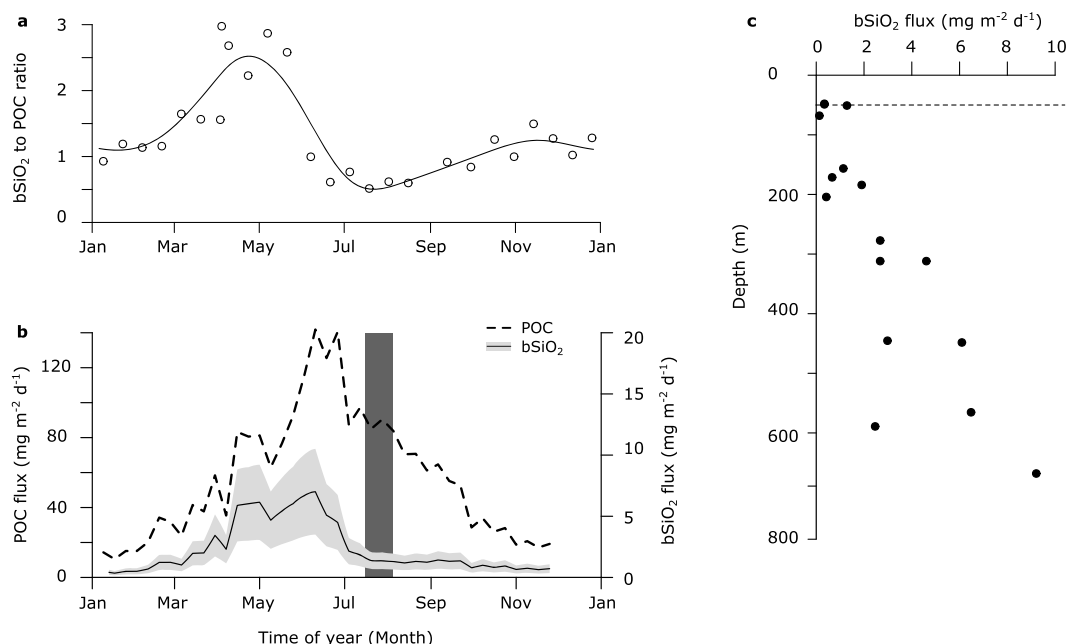 a
bSiO₂ to POC ratio
3
2
1
0
Jan
Mar
May
Jul
Sep
Nov
Jan
b
POC flux (mg m⁻² d⁻¹)
120
80
40
0
POC
bSiO₂
20
15
10
5
0
bSiO₂ flux (mg m⁻² d⁻¹)
Jan
Mar
May
Jul
Sep
Nov
Jan
Time of year (Month)
c
bSiO₂ flux (mg m⁻² d⁻¹)
0
2
4
6
8
10
Depth (m)
0
200
400
600
800